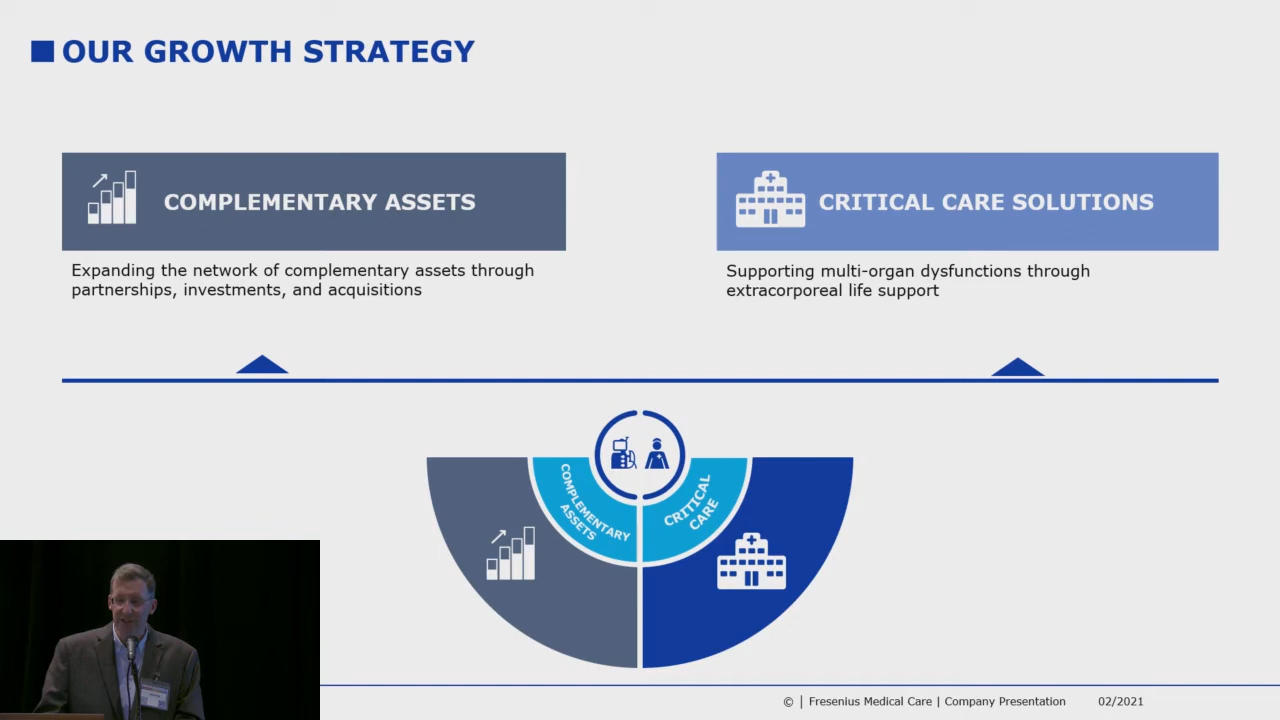 OUR GROWTH STRATEGY
COMPLEMENTARY ASSETS
Expanding the network of complementary assets through
partnerships, investments, and acquisitions
CRITICAL CARE SOLUTIONS
Supporting multi-organ dysfunctions through
extracorporeal life support
COMPLEMENTARY
ASSETS
CRITICAL
CARE
© | Fresenius Medical Care | Company Presentation 02/2021